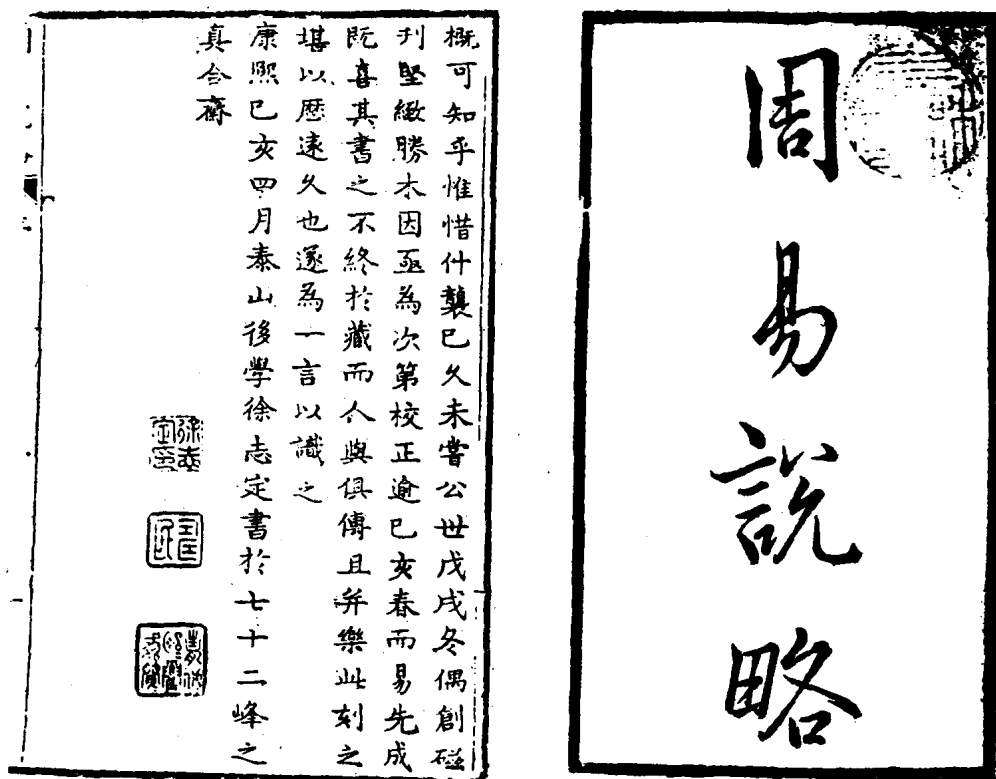 周易說略
概可知乎惟惜什襲已久未嘗公世戊戌冬偶創磁
刋堅緻勝木因亟為次第校正逾己亥春而易先成
既喜其書之不終於藏而人與俱傳且并樂此刻之
堪以歷遠久也遂為一言以識之
康熙己亥四月泰山後學徐志定書於七十二峰之
真合齋